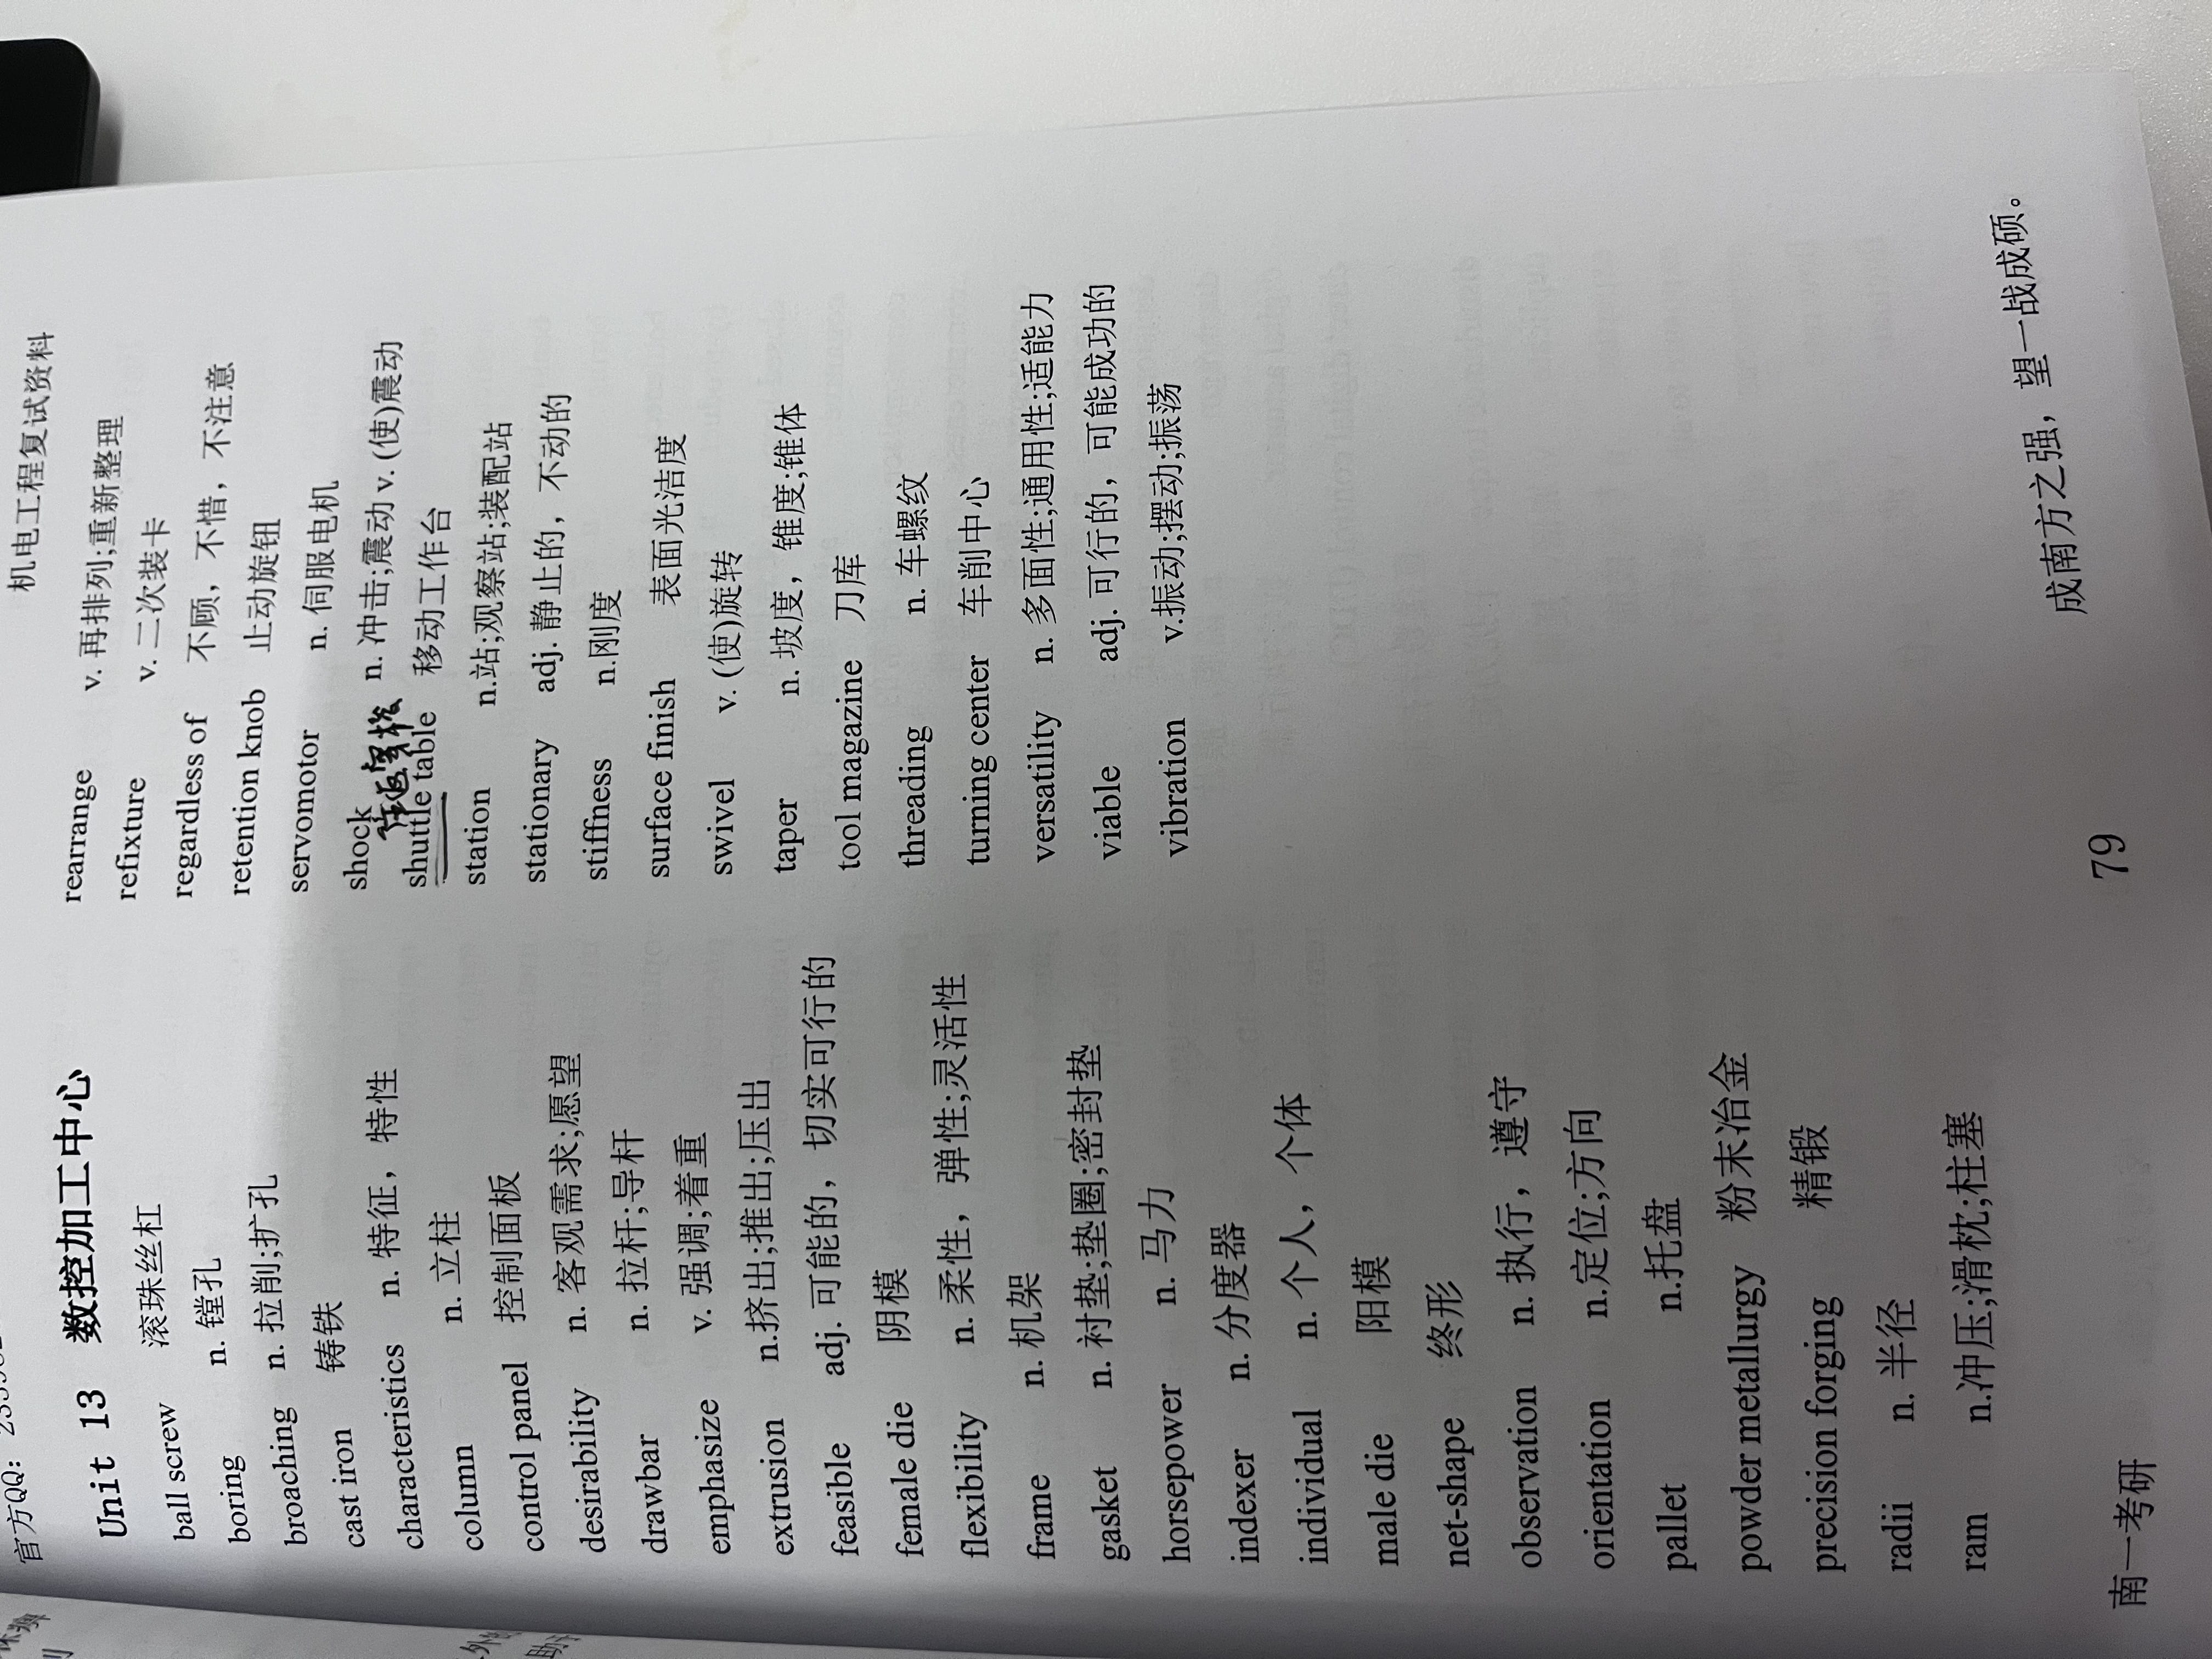 官方QQ:
机电工程复试资料
Unit 13 数控加工中心
ball screw 滚珠丝杠
boring n. 镗孔
broaching n. 拉削;扩孔
cast iron 铸铁
characteristics n. 特征，特性
column n. 立柱
control panel 控制面板
desirability n. 客观需求;愿望
drawbar n. 拉杆;导杆
emphasize v. 强调;着重
extrusion n.挤出;推出;压出
feasible adj. 可能的，切实可行的
female die 阴模
flexibility n. 柔性，弹性;灵活性
frame n. 机架
gasket n. 衬垫;垫圈;密封垫
horsepower n. 马力
indexer n. 分度器
individual n. 个人，个体
male die 阳模
net-shape 终形
observation n. 执行，遵守
orientation n.定位;方向
pallet n.托盘
powder metallurgy 粉末冶金
precision forging 精锻
radii n. 半径
ram n.冲压;滑枕;柱塞
rearrange v. 再排列;重新整理
refixture v. 二次装卡
regardless of 不顾，不惜，不注意
retention knob 止动旋钮
servomotor n. 伺服电机
shock n. 冲击;震动 v. (使)震动
往返穿梭
shuttle table 移动工作台
station n.站;观察站;装配站
stationary adj. 静止的，不动的
stiffness n.刚度
surface finish 表面光洁度
swivel v. (使)旋转
taper n. 坡度，锥度;锥体
tool magazine 刀库
threading n. 车螺纹
turning center 车削中心
versatility n. 多面性;通用性;适能力
viable adj. 可行的，可能成功的
vibration v.振动;摆动;振荡
成南方之强，望一战成硕。
79
南一考研